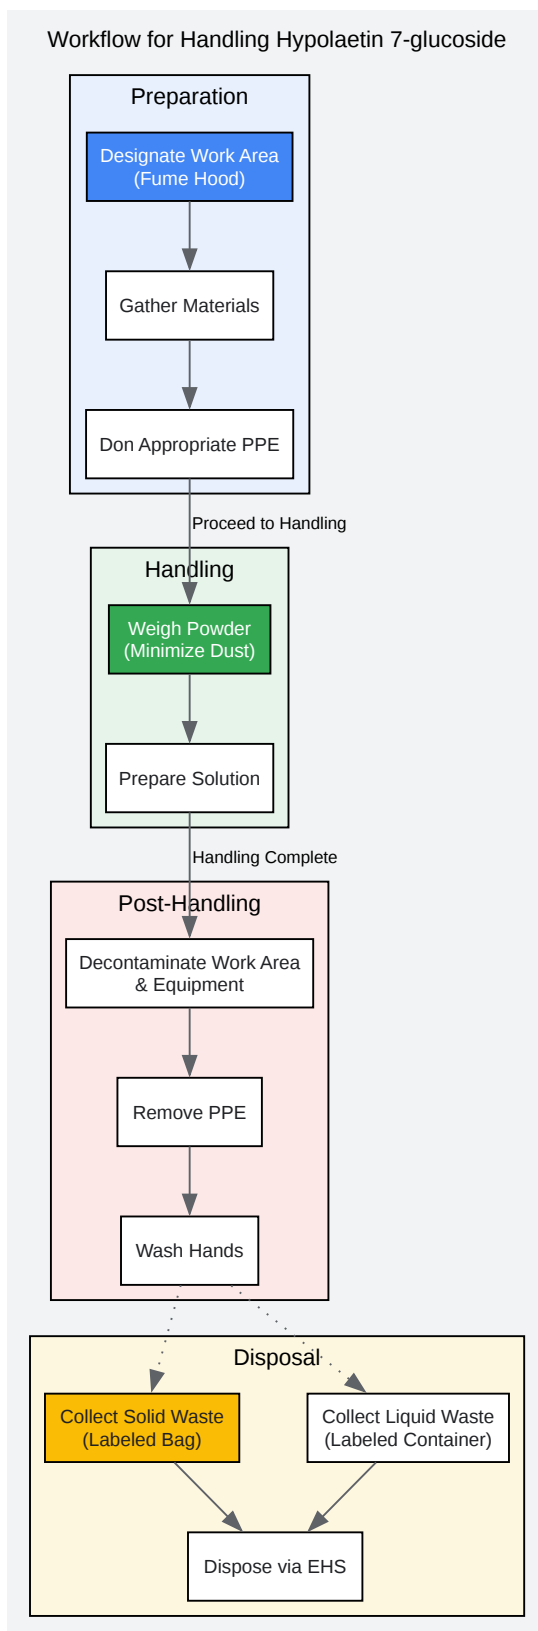 Workflow for Handling Hypolaetin 7-glucoside
Preparation
Designate Work Area
(Fume Hood)
Gather Materials
Don Appropriate PPE
Proceed to Handling
Handling
Weigh Powder
(Minimize Dust)
Prepare Solution
Handling Complete
Post-Handling
Decontaminate Work Area
& Equipment
Remove PPE
Wash Hands
Disposal
Collect Solid Waste
(Labeled Bag)
Collect Liquid Waste
(Labeled Container)
Dispose via EHS